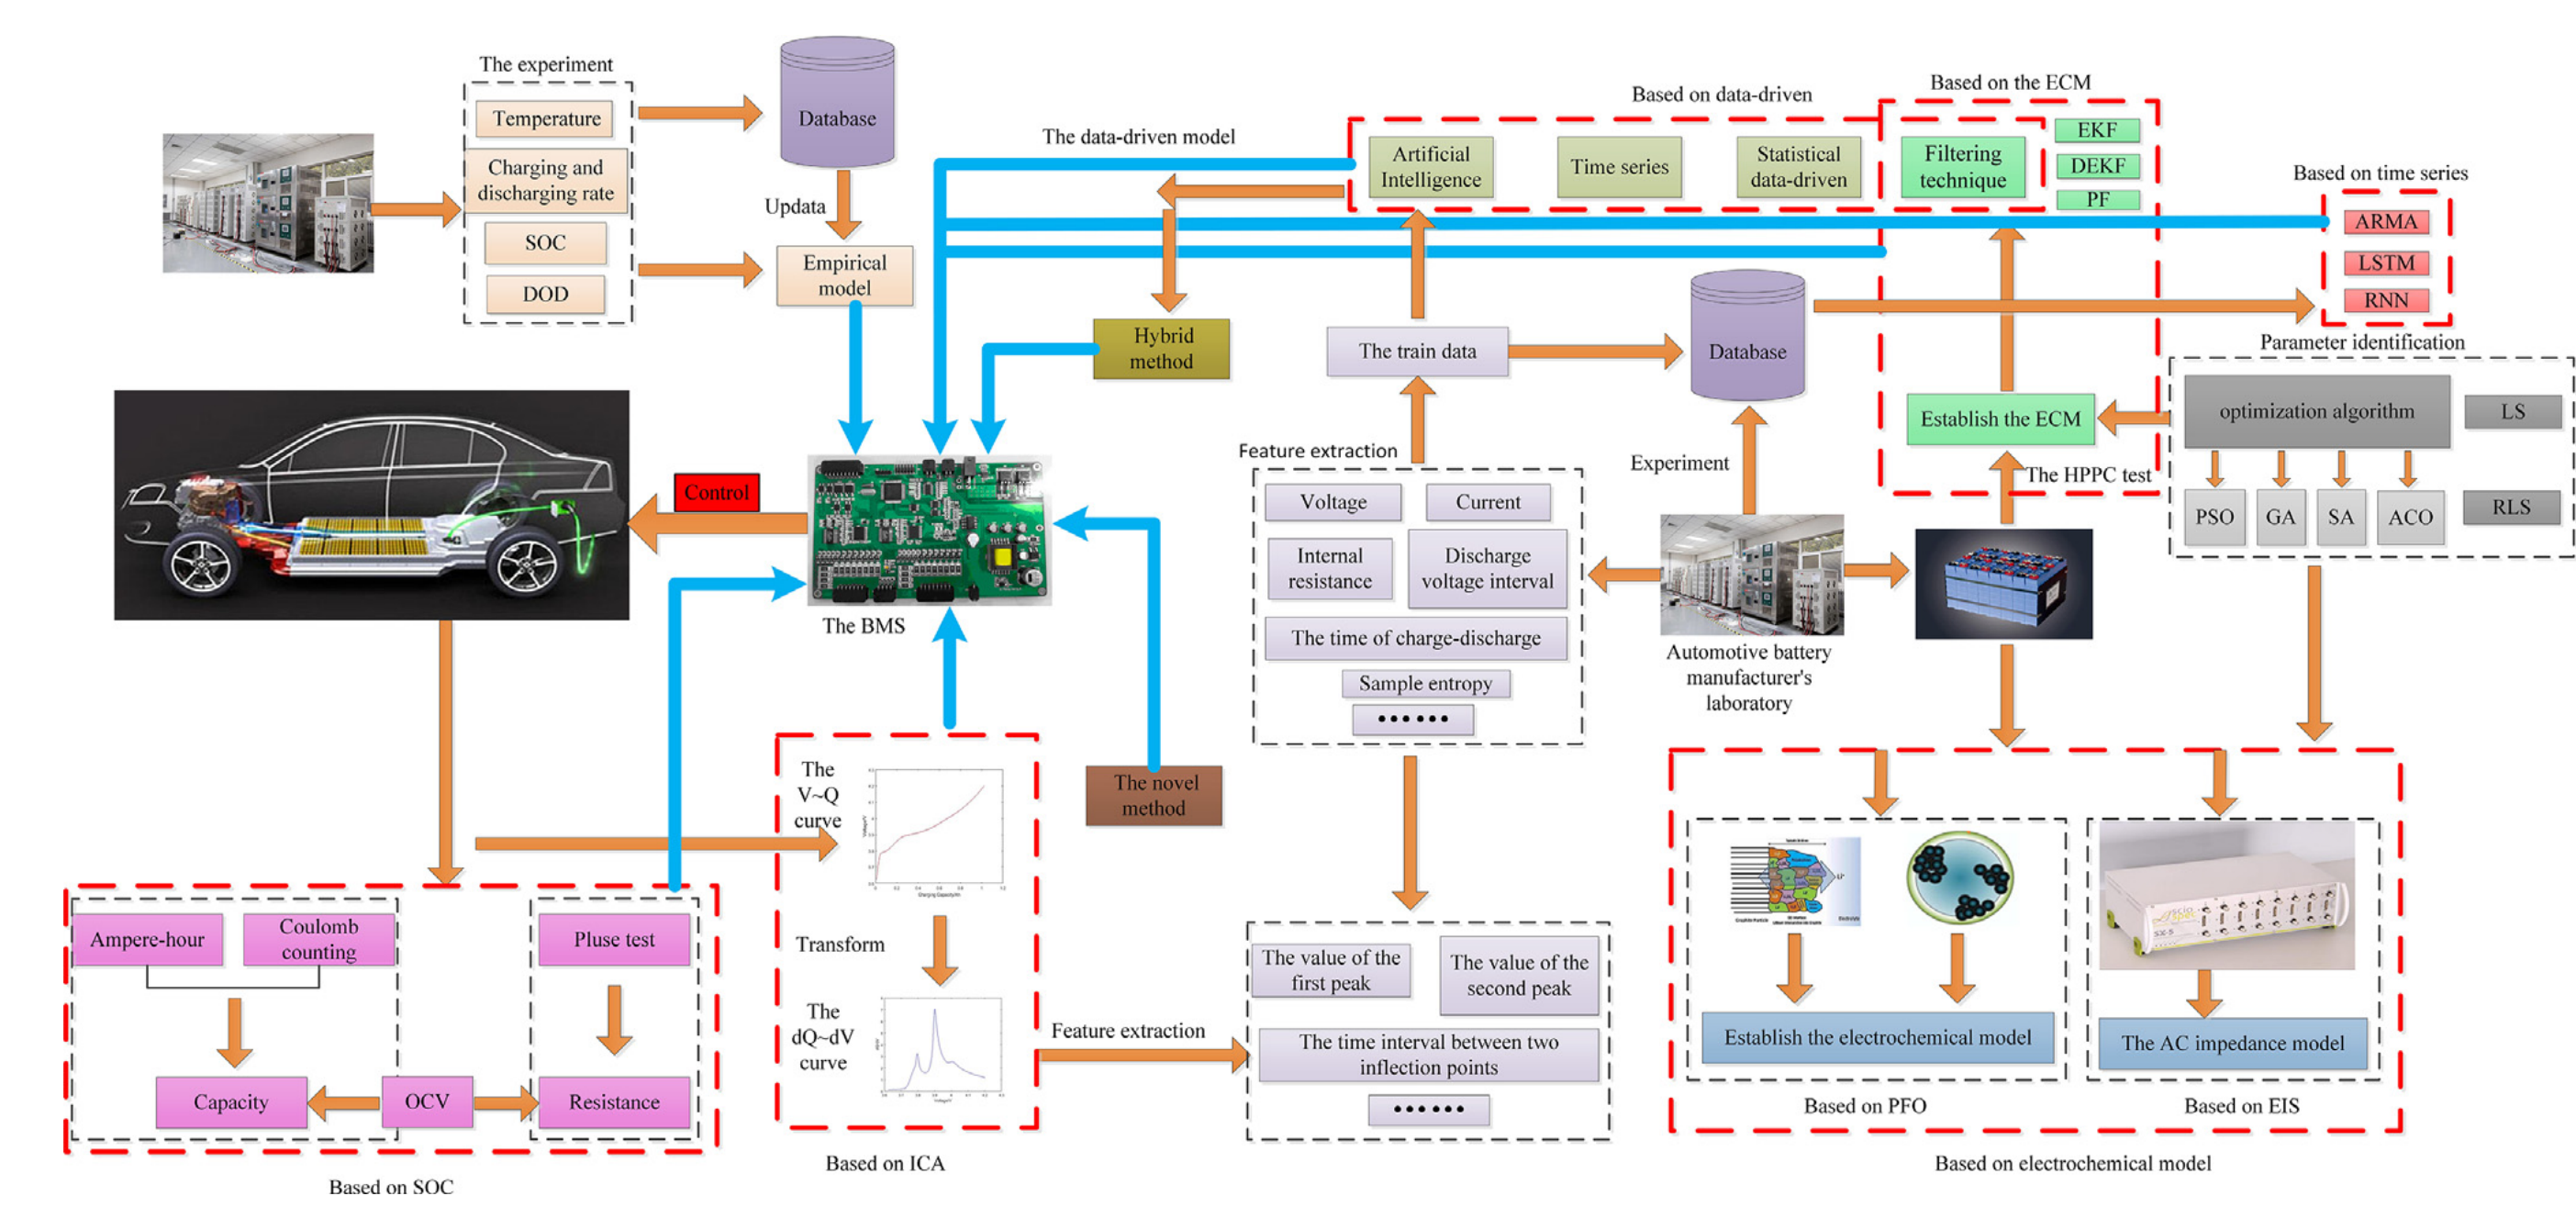 The experiment
Temperature
Charging and
discharging rate
SOC
DOD
Database
Updata
Empirical
model
The data-driven model
Based on data-driven
Artificial
Intelligence
Time series
Statistical
data-driven
Based on the ECM
Filtering
technique
EKF
DEKF
PF
Based on time series
ARMA
LSTM
RNN
Hybrid
method
The train data
Database
Parameter identification
optimization algorithm
LS
PSO
GA
SA
ACO
RLS
Establish the ECM
The HPPC test
Experiment
Feature extraction
Voltage
Current
Internal
resistance
Discharge
voltage interval
The time of charge-discharge
Sample entropy
••••••
Automotive battery
manufacturer's
laboratory
Control
The BMS
The novel
method
The
V~Q
curve
Transform
The
dQ~dV
curve
Based on ICA
Feature extraction
The value of the
first peak
The value of the
second peak
The time interval between two
inflection points
••••••
Ampere-hour
Coulomb
counting
Pluse test
Capacity
OCV
Resistance
Based on SOC
Establish the electrochemical model
The AC impedance model
Based on PFO
Based on EIS
Based on electrochemical model